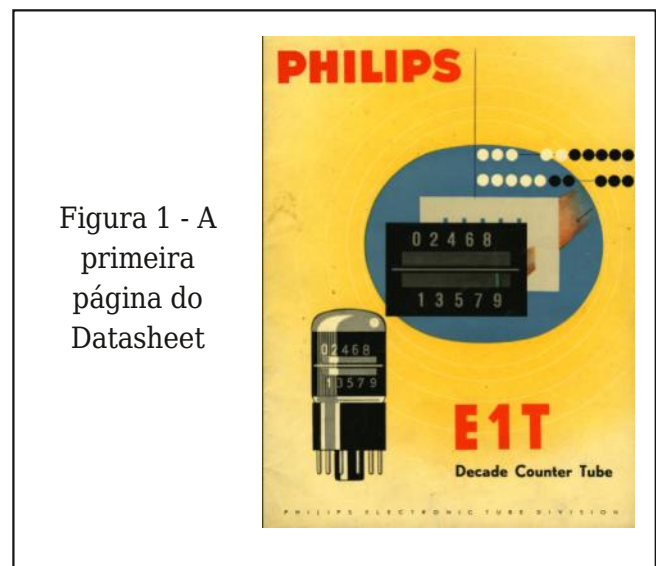 Figura 1 - A
primeira
página do
Datasheet
PHILIPS
0 2 4 6 8
1 3 5 7 9
0 2 4 6 8
1 3 5 7 9
E1T
Decade Counter Tube
PHILIPS ELECTRONIC TUBE DIVISION